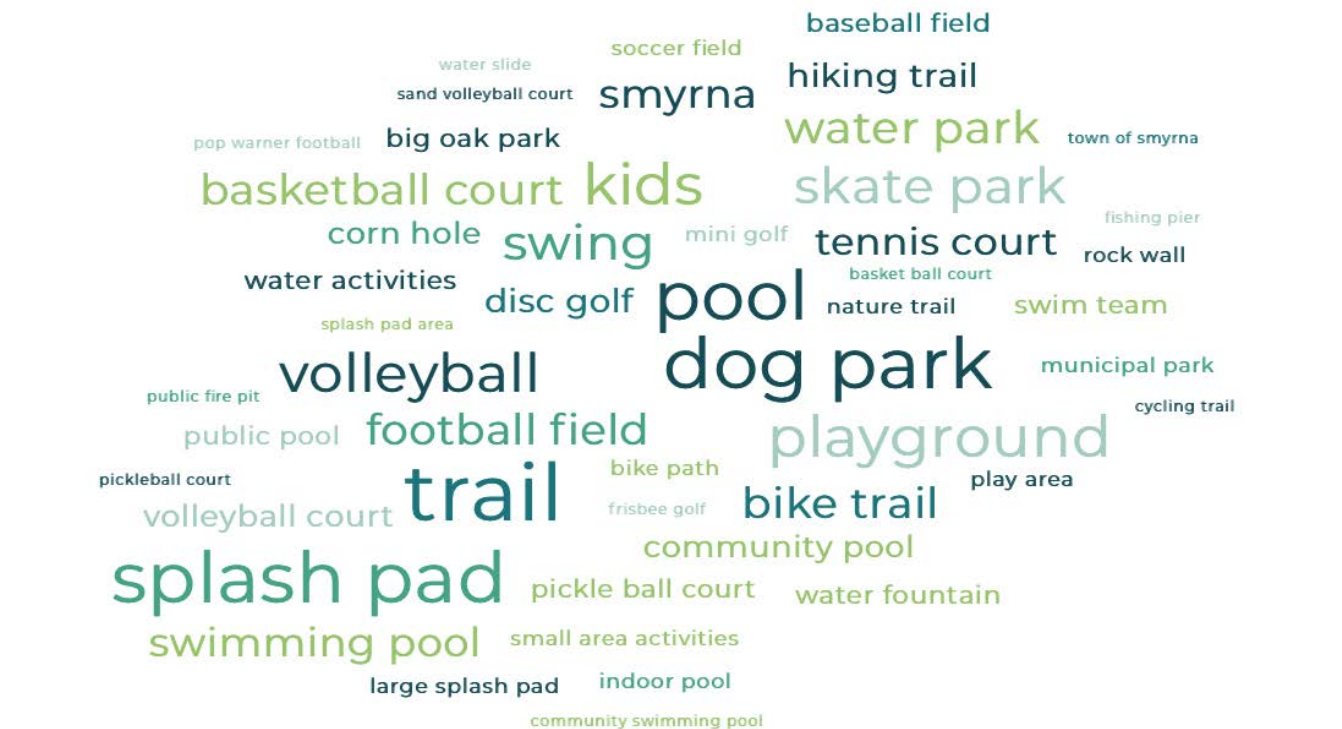 baseball field
soccer field
water slide
hiking trail
sand volleyball court
smyrna
water park
pop warner football
big oak park
town of smyrna
basketball court
kids
skate park
fishing pier
corn hole
swing
mini golf
tennis court
rock wall
water activities
basket ball court
disc golf
pool
nature trail
swim team
splash pad area
volleyball
dog park
municipal park
public fire pit
cycling trail
public pool
football field
playground
bike path
pickleball court
trail
play area
volleyball court
frisbee golf
bike trail
community pool
splash pad
pickle ball court
water fountain
swimming pool
small area activities
large splash pad
indoor pool
community swimming pool